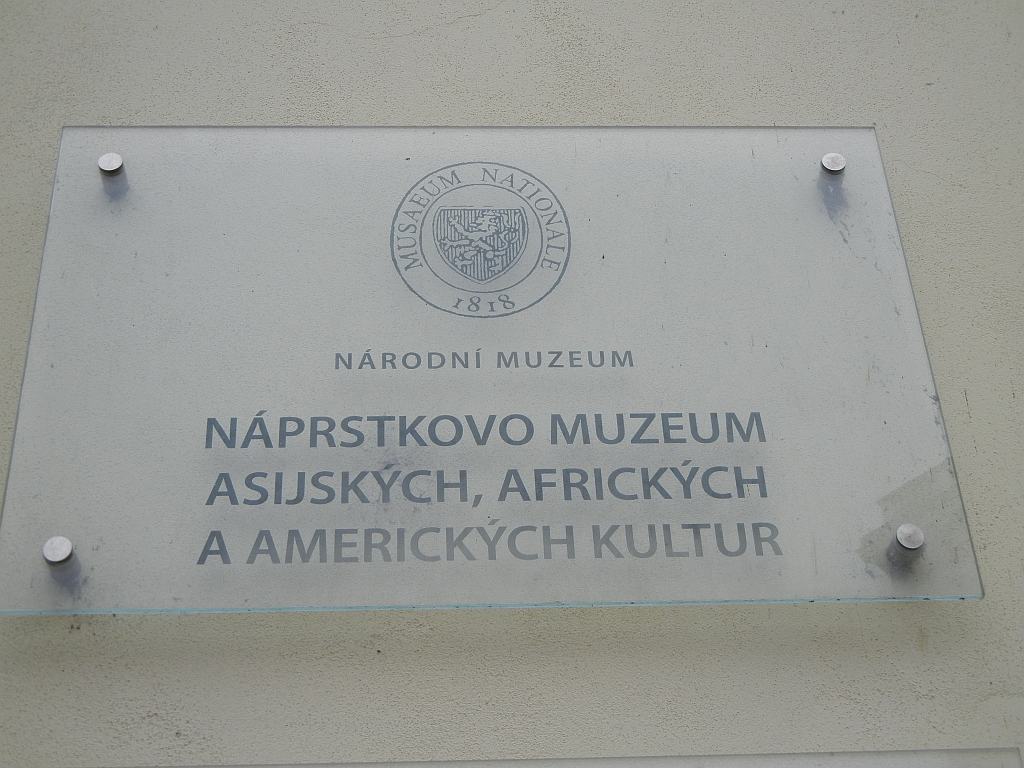 MUSAEUM NATIONALE
1818
NÁRODNÍ MUZEUM
NÁPRSTKOVO MUZEUM
ASIJSKÝCH, AFRICKÝCH
A AMERICKÝCH KULTUR